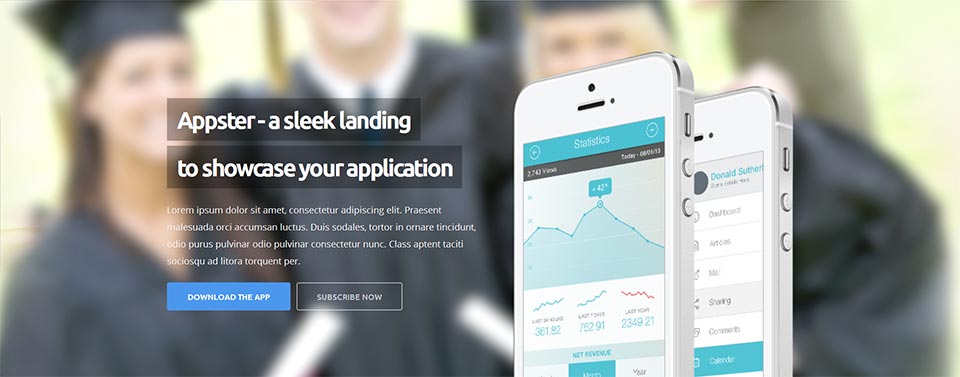 Appster - a sleek landing
to showcase your application
Lorem ipsum dolor sit amet, consectetur adipiscing elit. Praesent
malesuada orci accumsan luctus. Duis sodales, tortor in ornare tincidunt,
odio purus pulvinar odio pulvinar consectetur nunc. Class aptent taciti
sociosqu ad litora torquent per.
DOWNLOAD THE APP
SUBSCRIBE NOW
Statistics
2,743 Views
Today - 08/01/13
+ 42%
LAST 24 HOURS
361.82
LAST 7 DAYS
762.91
LAST YEAR
2349.21
NET REVENUE
Month
Year
Donald Sutherl
Dashboard
Articles
Mail
Sharing
Comments
Calendar